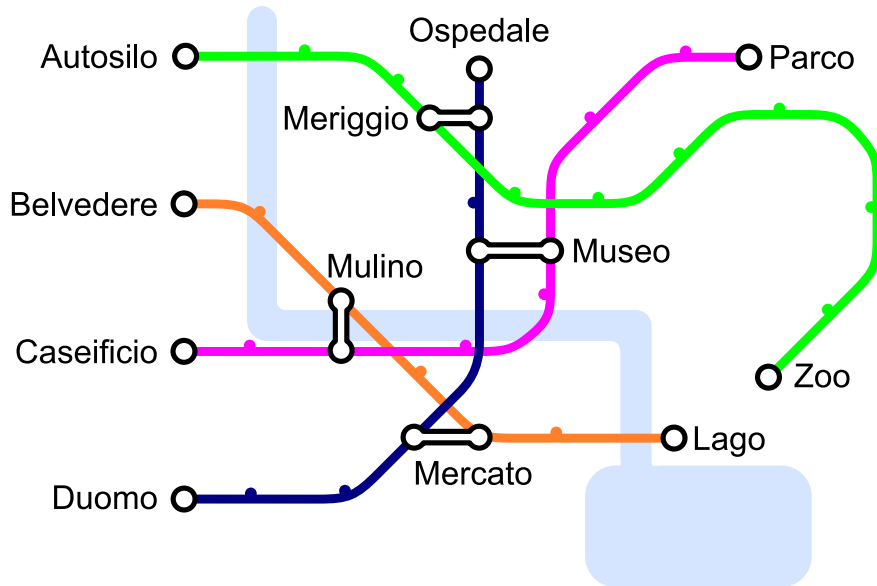 Ospedale
Autosilo
Parco
Meriggio
Belvedere
Museo
Mulino
Caseificio
Zoo
Lago
Mercato
Duomo